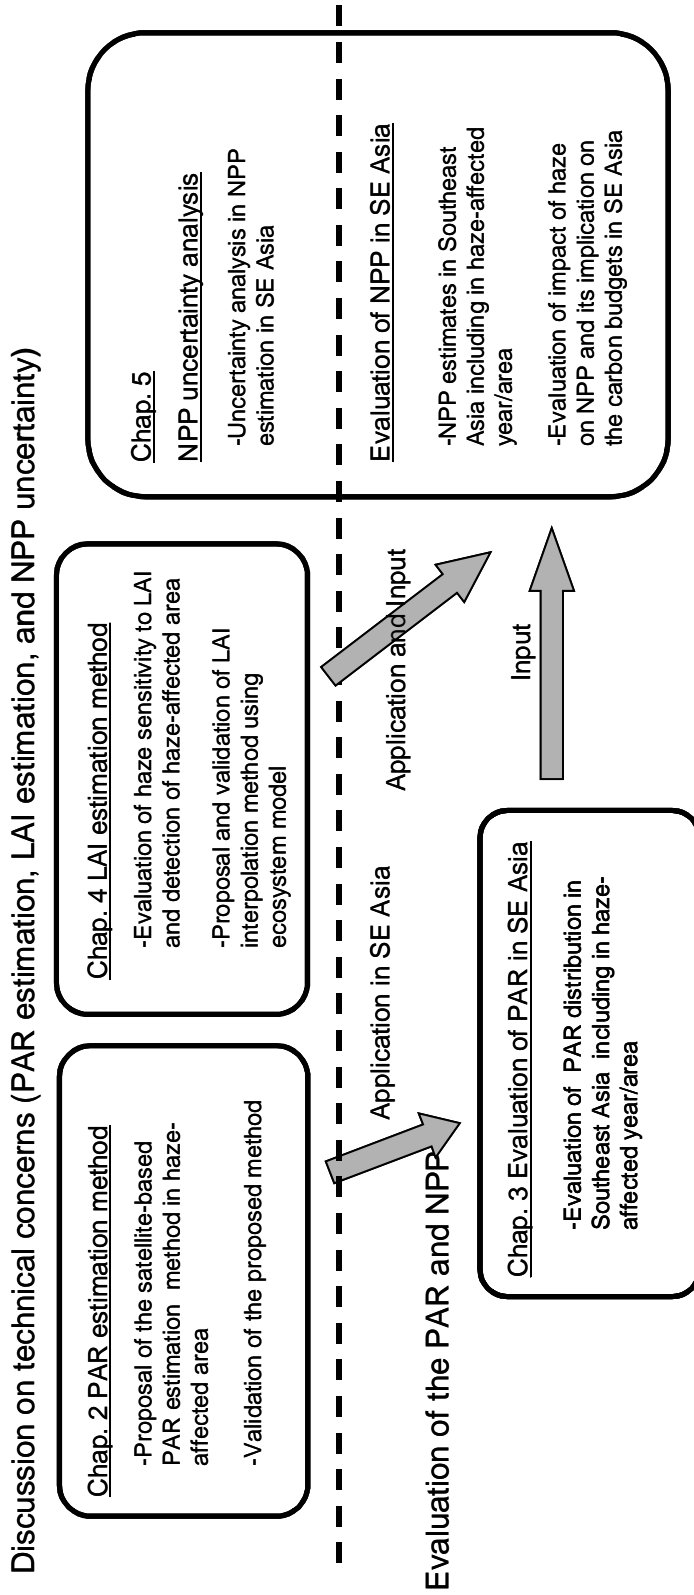 Discussion on technical concerns (PAR estimation, LAI estimation, and NPP uncertainty)
Chap. 2 PAR estimation method
-Proposal of the satellite-based
PAR estimation method in haze-
affected area
-Validation of the proposed method
Chap. 4 LAI estimation method
-Evaluation of haze sensitivity to LAI
and detection of haze-affected area
-Proposal and validation of LAI
interpolation method using
ecosystem model
Chap. 5
NPP uncertainty analysis
-Uncertainty analysis in NPP
estimation in SE Asia
Evaluation of NPP in SE Asia
-NPP estimates in Southeast
Asia including in haze-affected
year/area
-Evaluation of impact of haze
on NPP and its implication on
the carbon budgets in SE Asia
Application in SE Asia
Application and Input
Evaluation of the PAR and NPP
Input
Chap. 3 Evaluation of PAR in SE Asia
-Evaluation of PAR distribution in
Southeast Asia including in haze-
affected year/area